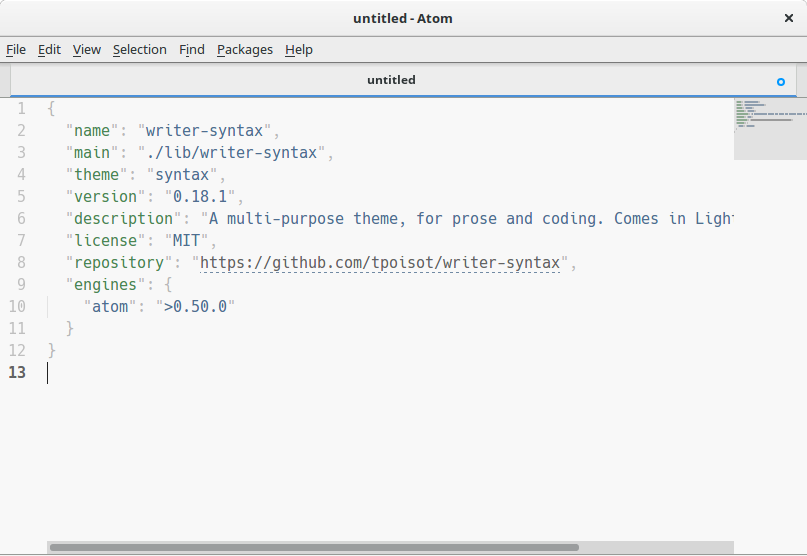 untitled - Atom
File Edit View Selection Find Packages Help
untitled
1 {
2 "name": "writer-syntax",
3 "main": "./lib/writer-syntax",
4 "theme": "syntax",
5 "version": "0.18.1",
6 "description": "A multi-purpose theme, for prose and coding. Comes in Light
7 "license": "MIT",
8 "repository": "https://github.com/tpoisot/writer-syntax",
9 "engines": {
10 "atom": ">0.50.0"
11 }
12 }
13